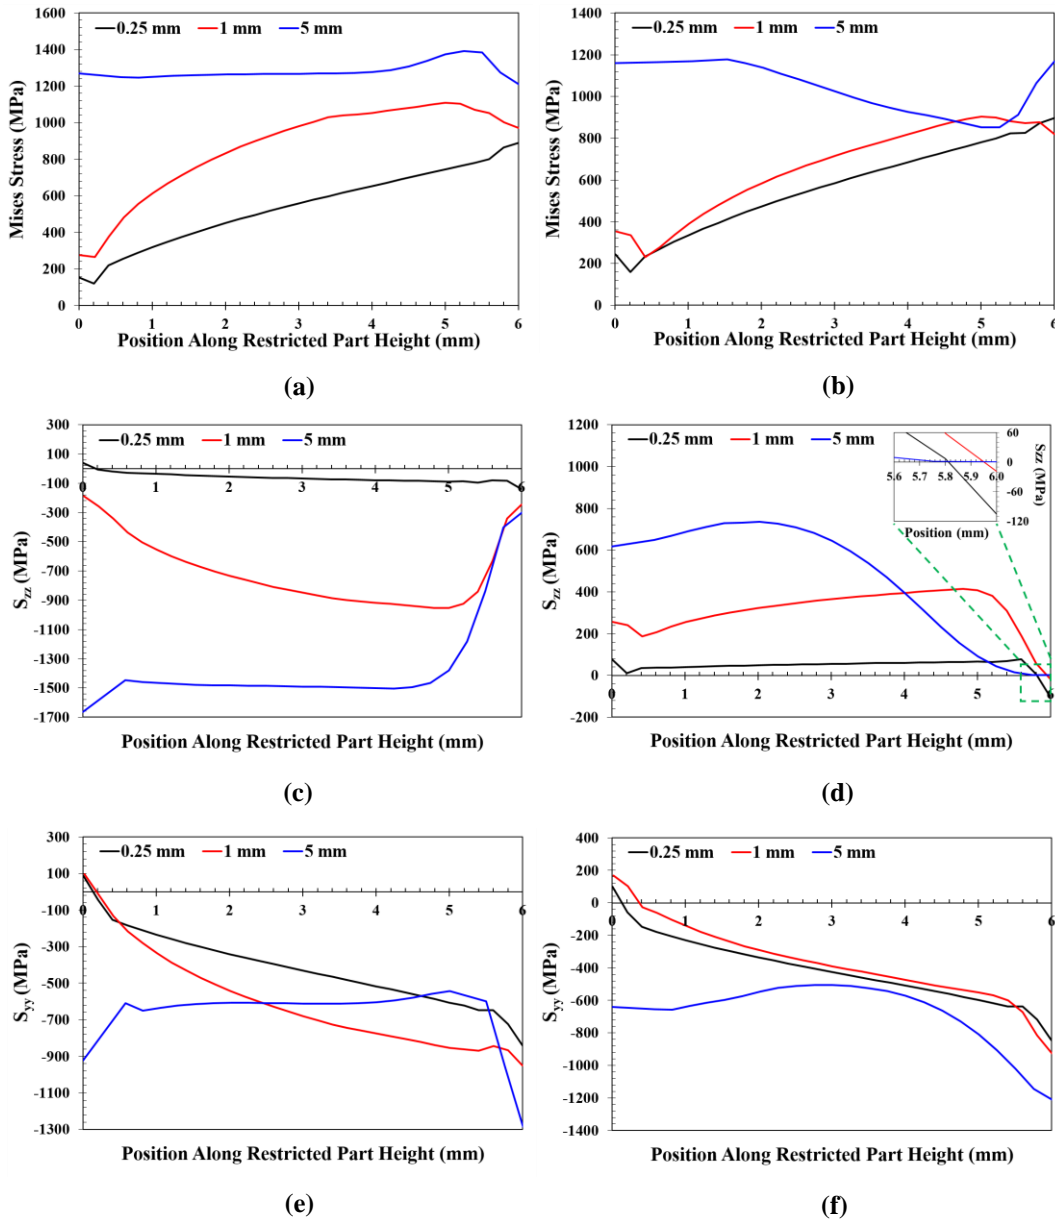 0.25 mm 1 mm 5 mm
1600
1400
1200
1000
800
600
400
200
0
Mises Stress (MPa)
0 1 2 3 4 5 6
Position Along Restricted Part Height (mm)
(a)
0.25 mm 1 mm 5 mm
1400
1200
1000
800
600
400
200
0
Mises Stress (MPa)
0 1 2 3 4 5 6
Position Along Restricted Part Height (mm)
(b)
0.25 mm 1 mm 5 mm
300
100
-100
-300
-500
-700
-900
-1100
-1300
-1500
-1700
Szz (MPa)
0 1 2 3 4 5 6
Position Along Restricted Part Height (mm)
(c)
0.25 mm 1 mm 5 mm
1200
1000
800
600
400
200
0
-200
Szz (MPa)
0 1 2 3 4 5 6
60
0
-60
-120
Szz (MPa)
5.6 5.7 5.8 5.9 6.0
Position (mm)
Position Along Restricted Part Height (mm)
(d)
0.25 mm 1 mm 5 mm
300
100
-100
-300
-500
-700
-900
-1100
-1300
Syy (MPa)
0 1 2 3 4 5 6
Position Along Restricted Part Height (mm)
(e)
0.25 mm 1 mm 5 mm
400
200
0
-200
-400
-600
-800
-1000
-1200
-1400
Syy (MPa)
0 1 2 3 4 5 6
Position Along Restricted Part Height (mm)
(f)